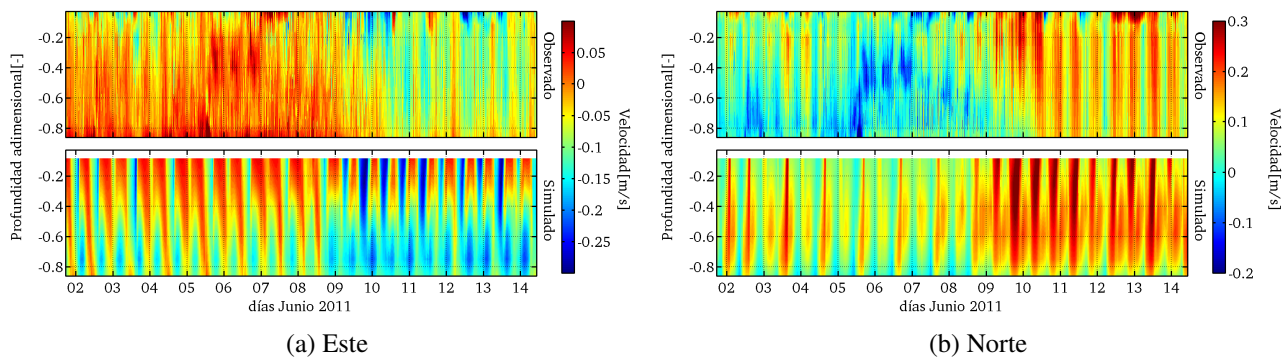 Profundidad adimensional[-]
-0.2
-0.4
-0.6
-0.8
Observado
-0.2
-0.4
-0.6
-0.8
Simulado
02 03 04 05 06 07 08 09 10 11 12 13 14
días Junio 2011
0.05
0
-0.05
-0.1
-0.15
-0.2
-0.25
Velocidad[m/s]
(a) Este
Profundidad adimensional[-]
-0.2
-0.4
-0.6
-0.8
Observado
-0.2
-0.4
-0.6
-0.8
Simulado
02 03 04 05 06 07 08 09 10 11 12 13 14
días Junio 2011
0.3
0.2
0.1
0
-0.1
-0.2
Velocidad[m/s]
(b) Norte